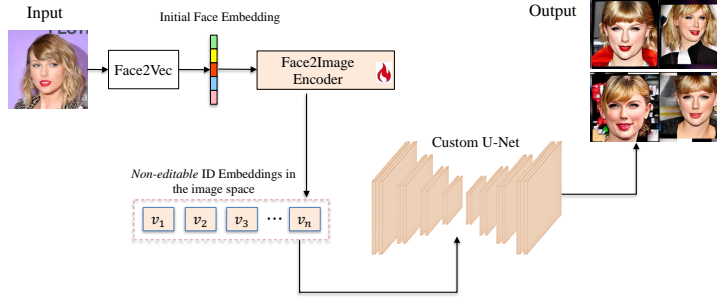 Input
Initial Face Embedding
Output
FEST
Face2Vec
Face2Image
Encoder
Custom U-Net
Non-editable ID Embeddings in
the image space
v₁
v₂
v₃
...
vₙ